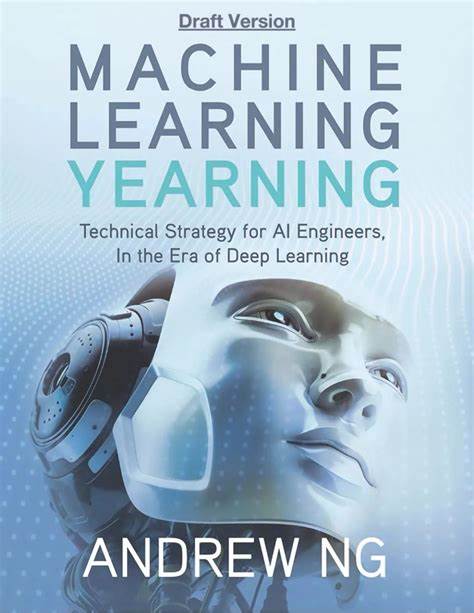 Draft Version
MACHINE
LEARNING
YEARNING
Technical Strategy for AI Engineers,
In the Era of Deep Learning
ANDREW NG